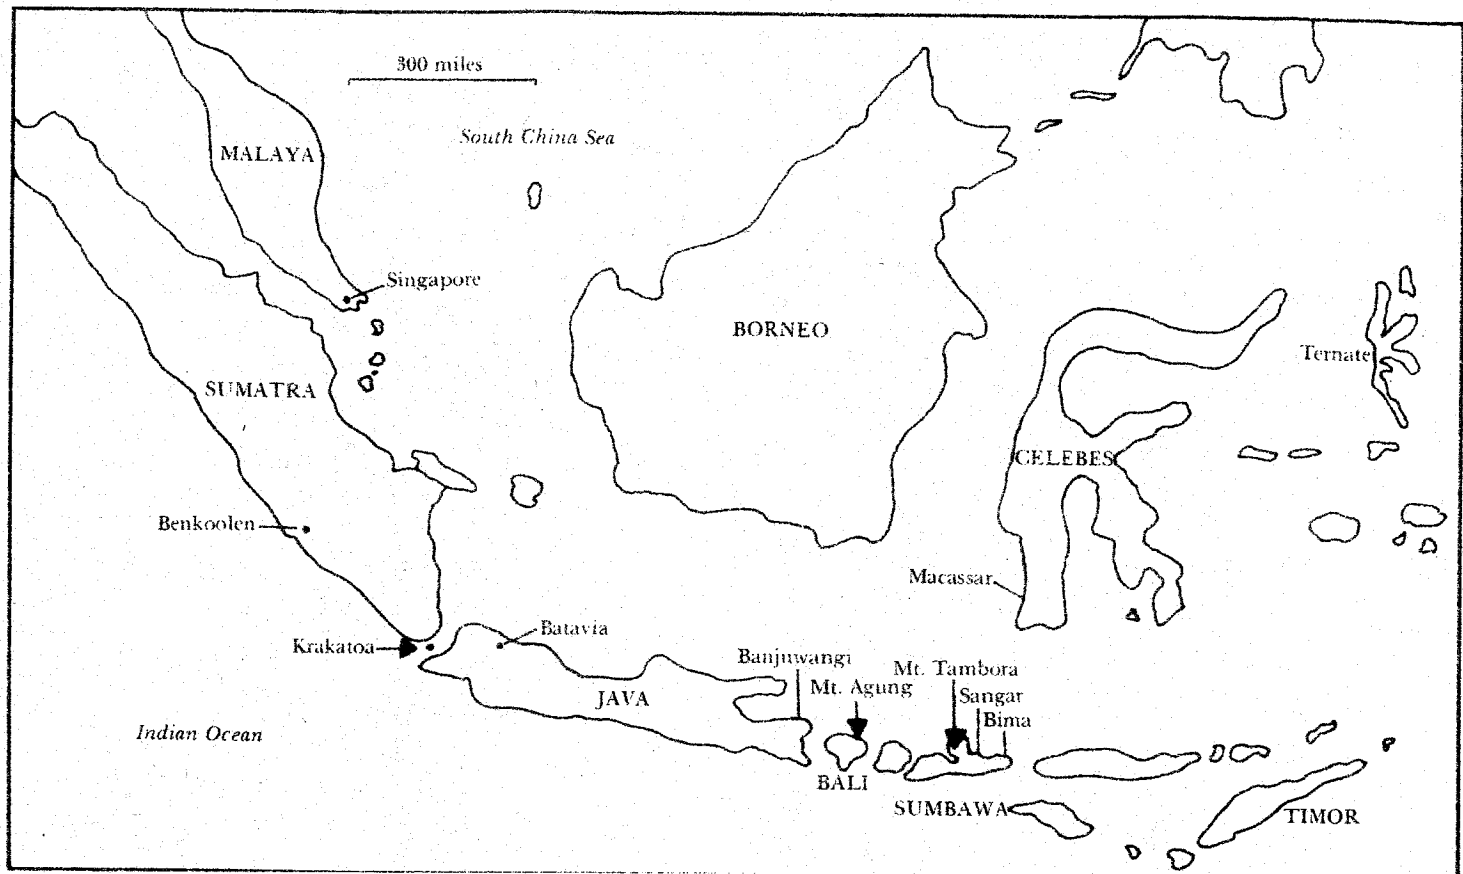 300 miles
South China Sea
MALAYA
Singapore
BORNEO
Ternate
SUMATRA
CELEBES
Benkoolen
Macassar
Batavia
Krakatoa
Banjuwangi
Mt. Tambora
Mt. Agung
Sangar
JAVA
Bima
Indian Ocean
BALI
SUMBAWA
TIMOR